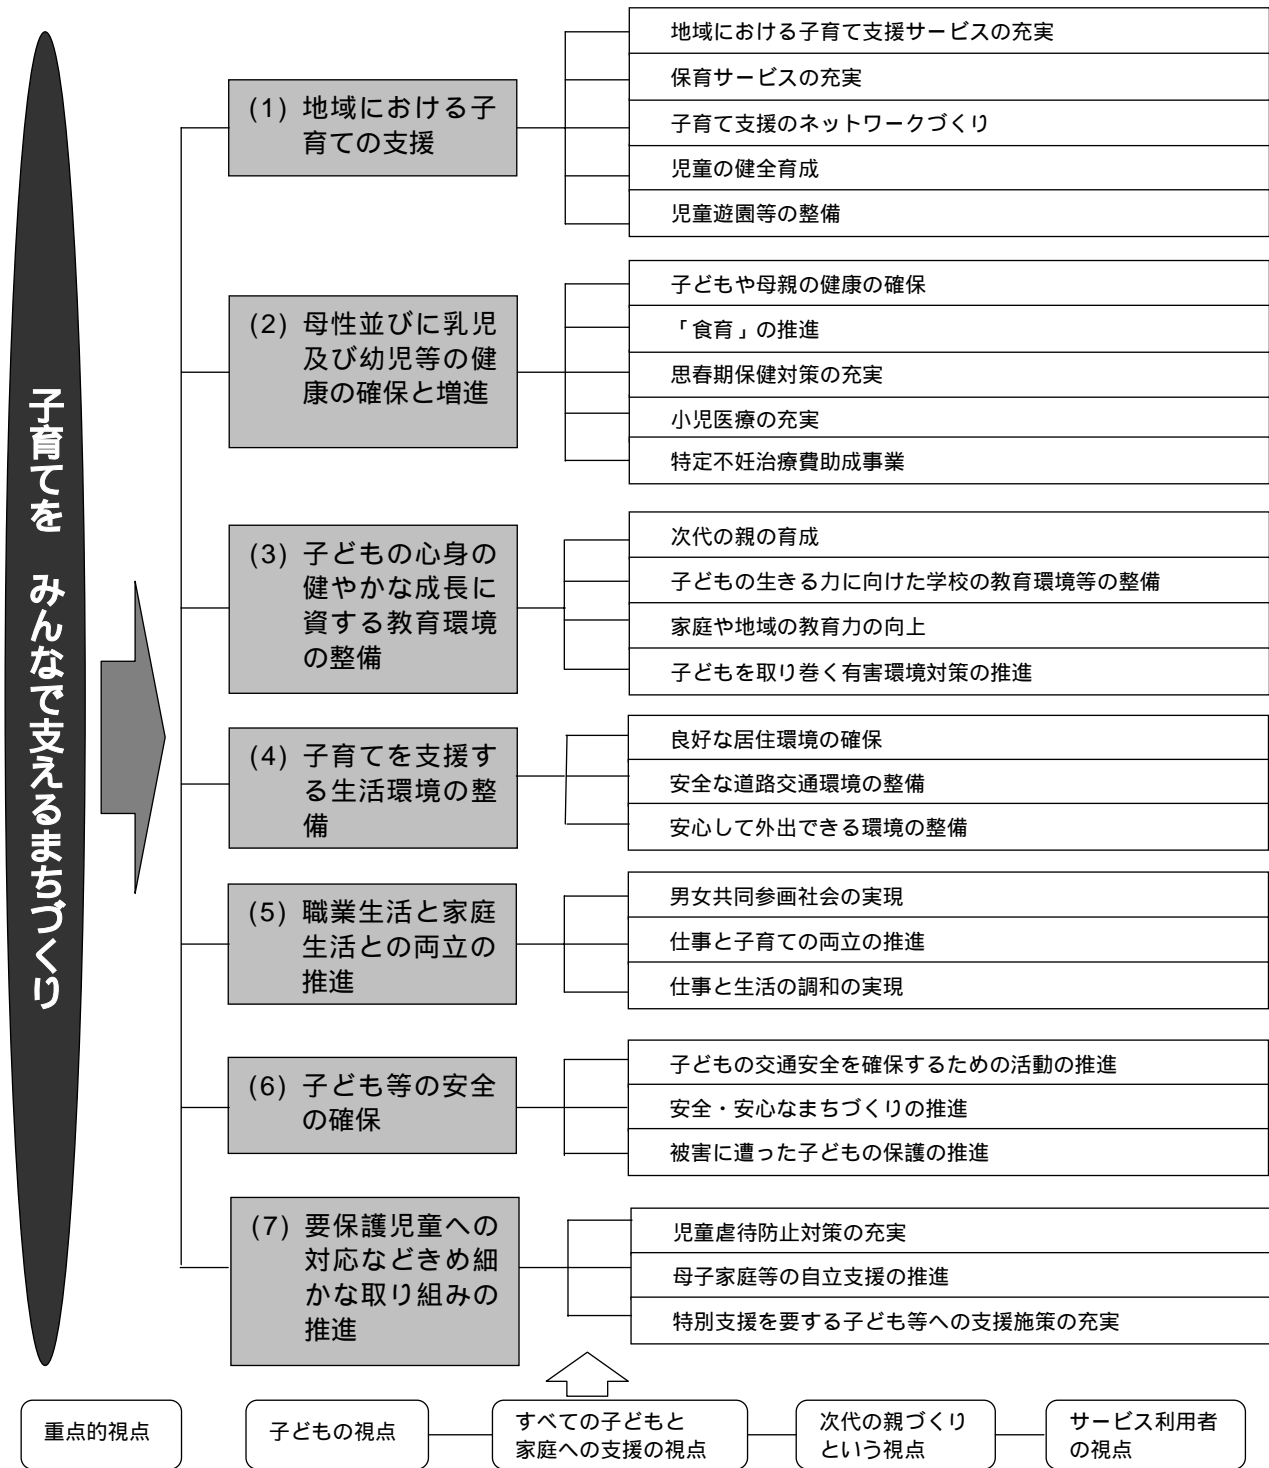 子育てを　みんなで支えるまちづくり
(1) 地域における子
育ての支援
地域における子育て支援サービスの充実
保育サービスの充実
子育て支援のネットワークづくり
児童の健全育成
児童遊園等の整備
(2) 母性並びに乳児
及び幼児等の健
康の確保と増進
子どもや母親の健康の確保
「食育」の推進
思春期保健対策の充実
小児医療の充実
特定不妊治療費助成事業
(3) 子どもの心身の
健やかな成長に
資する教育環境
の整備
次代の親の育成
子どもの生きる力に向けた学校の教育環境等の整備
家庭や地域の教育力の向上
子どもを取り巻く有害環境対策の推進
(4) 子育てを支援す
る生活環境の整
備
良好な居住環境の確保
安全な道路交通環境の整備
安心して外出できる環境の整備
(5) 職業生活と家庭
生活との両立の
推進
男女共同参画社会の実現
仕事と子育ての両立の推進
仕事と生活の調和の実現
(6) 子ども等の安全
の確保
子どもの交通安全を確保するための活動の推進
安全・安心なまちづくりの推進
被害に遭った子どもの保護の推進
(7) 要保護児童への
対応などきめ細
かな取り組みの
推進
児童虐待防止対策の充実
母子家庭等の自立支援の推進
特別支援を要する子ども等への支援施策の充実
重点的視点
子どもの視点
すべての子どもと
家庭への支援の視点
次代の親づくり
という視点
サービス利用者
の視点